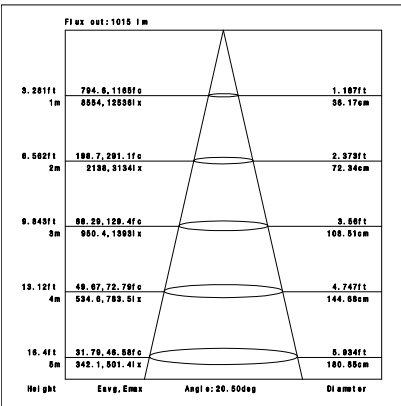 Flux out:1015 lm
3.281ft 794.6,1165fc 1.187ft
1m 8554,12536lx 36.17cm
6.562ft 198.7,291.1fc 2.373ft
2m 2138,3134lx 72.34cm
9.843ft 88.29,129.4fc 3.56ft
3m 950.4,1393lx 108.51cm
13.12ft 49.67,72.79fc 4.747ft
4m 534.6,783.5lx 144.68cm
16.4ft 31.79,46.58fc 5.934ft
5m 342.1,501.4lx 180.85cm
Height Eavg,Emax Angle:20.50deg Diameter